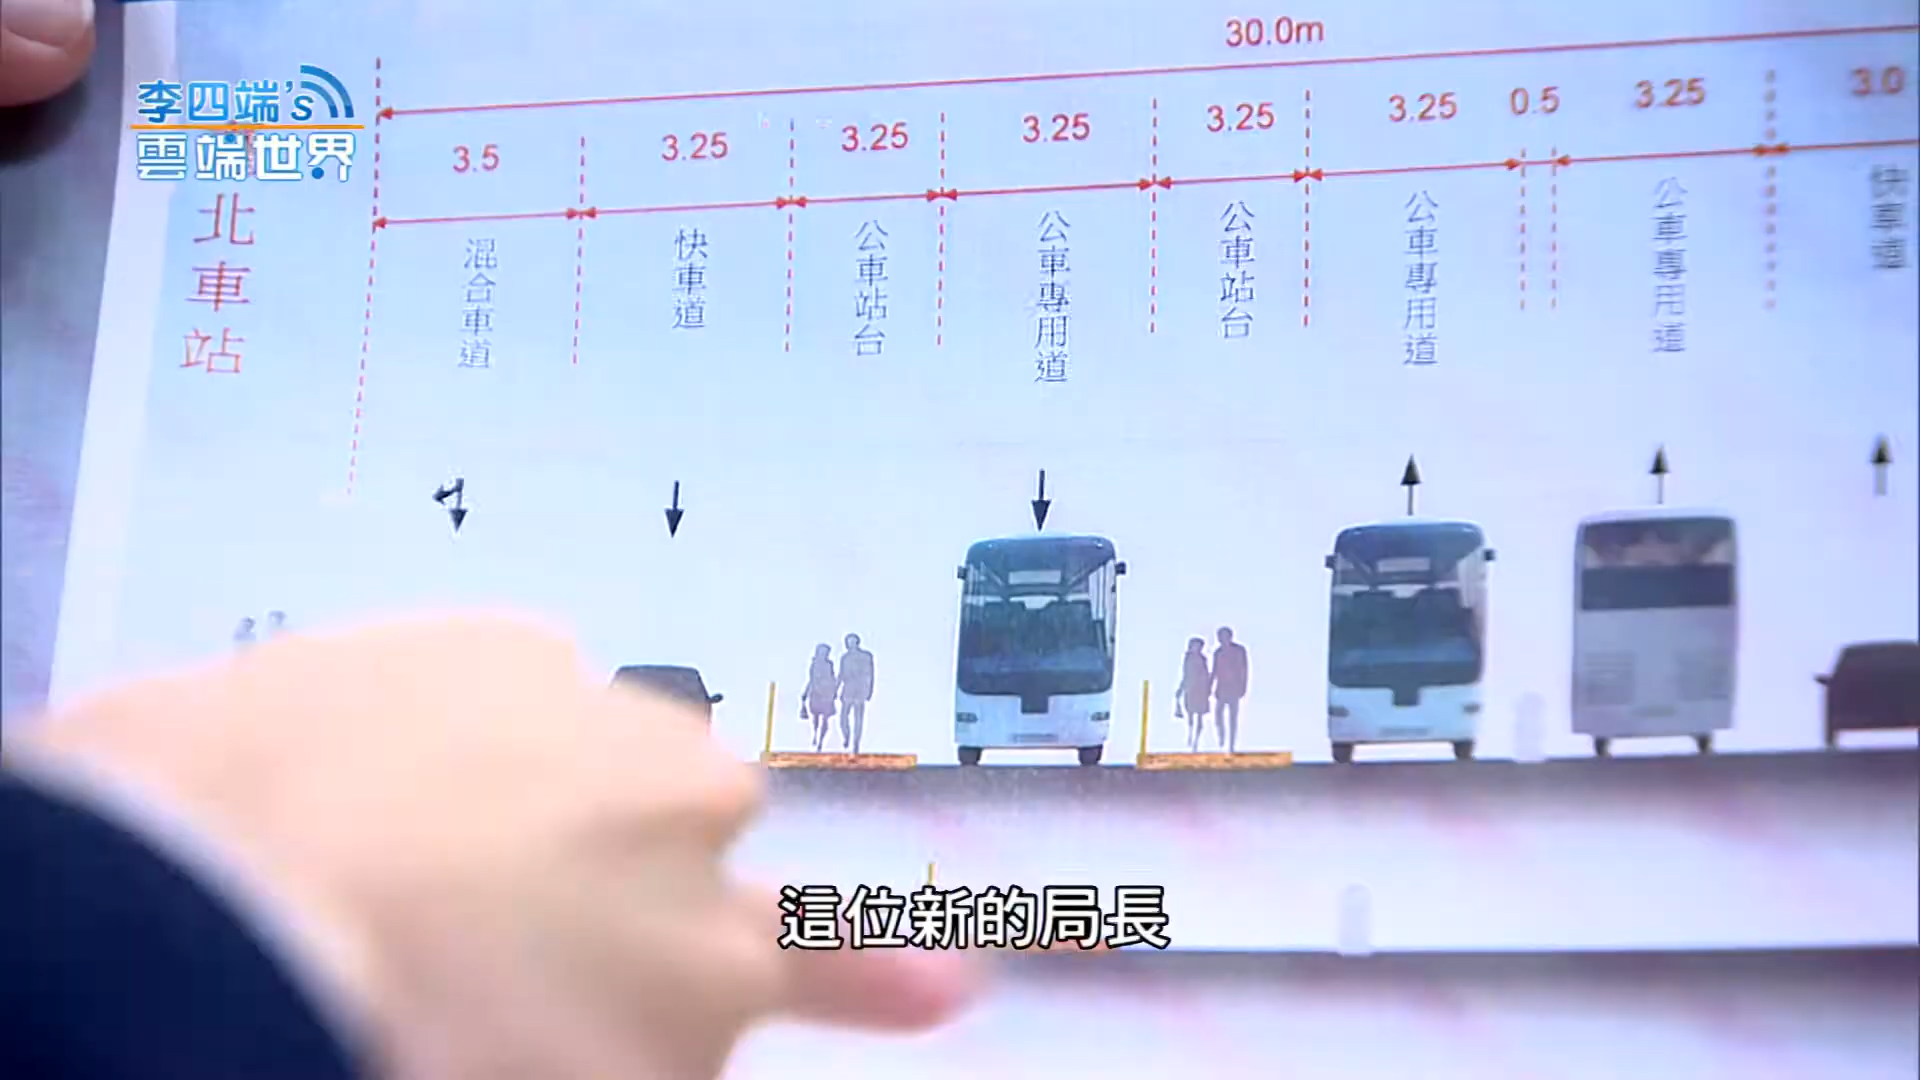 李四端's
雲端世界
30.0m
3.5
3.25
3.25
3.25
3.25
3.25
0.5
3.25
3.0
北車站
混合車道
快車道
公車站台
公車專用道
公車站台
公車專用道
公車專用道
快車道
這位新的局長